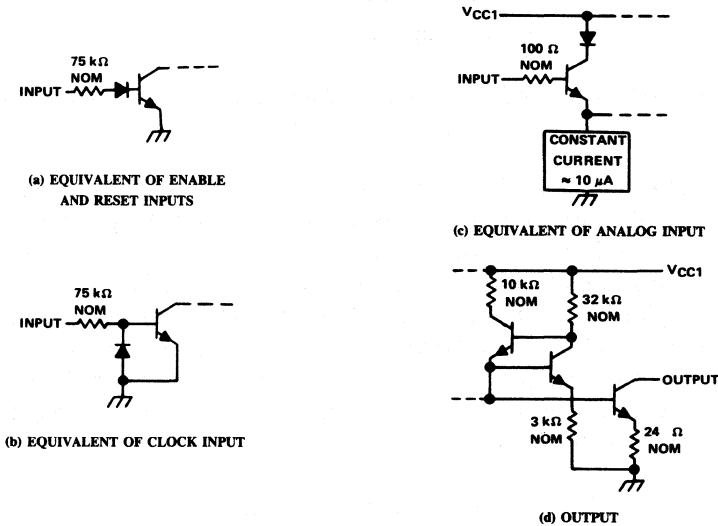 75 kΩ
NOM
INPUT
(a) EQUIVALENT OF ENABLE
AND RESET INPUTS
75 kΩ
NOM
INPUT
(b) EQUIVALENT OF CLOCK INPUT
VCC1
100 Ω
NOM
INPUT
CONSTANT
CURRENT
≈ 10 μA
(c) EQUIVALENT OF ANALOG INPUT
VCC1
10 kΩ
NOM
32 kΩ
NOM
OUTPUT
3 kΩ
NOM
24 Ω
NOM
(d) OUTPUT